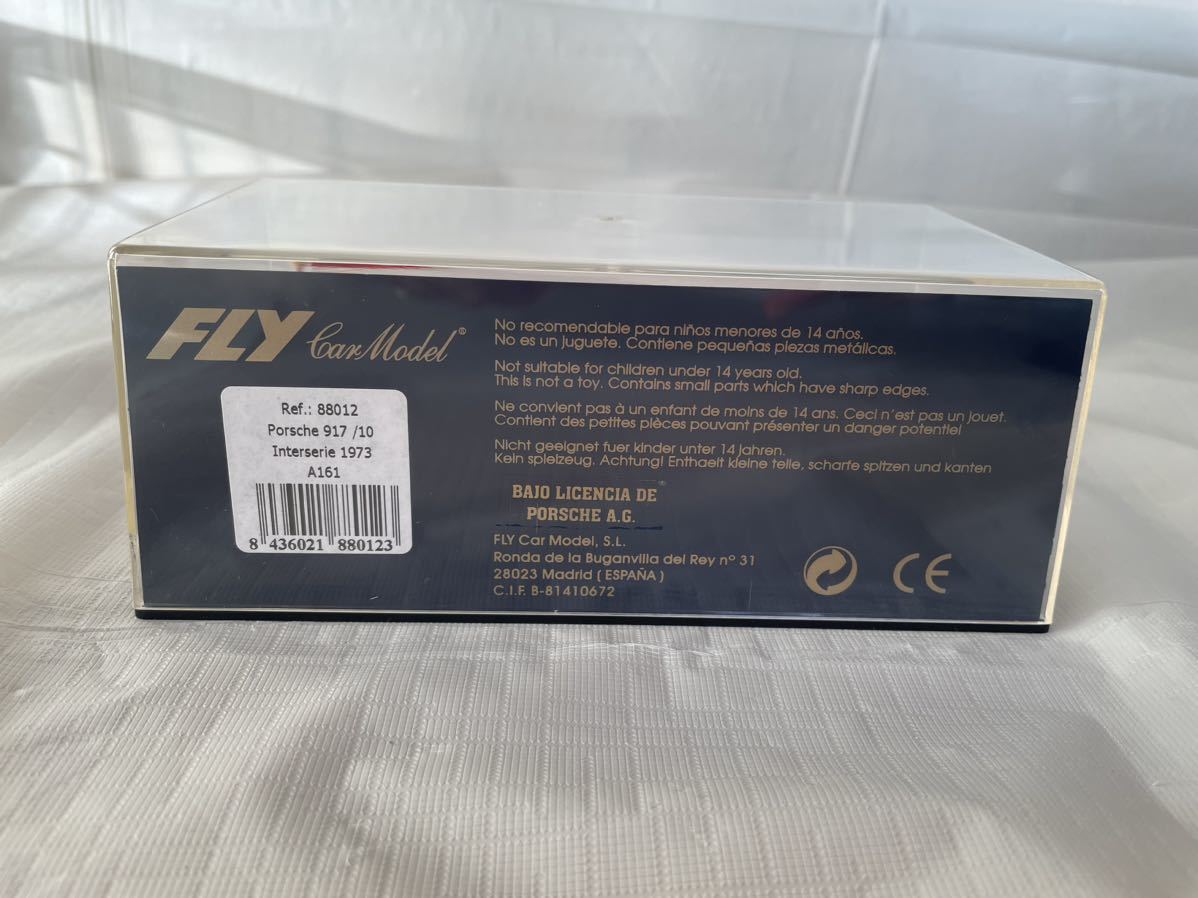 FLY Car Model®
Ref.: 88012
Porsche 917 /10
Interserie 1973
A161
8 436021 880123
No recomendable para niños menores de 14 años.
No es un juguete. Contiene pequeñas piezas metálicas.
Not suitable for children under 14 years old.
This is not a toy. Contains small parts which have sharp edges.
Ne convient pas à un enfant de moins de 14 ans. Ceci n'est pas un jouet.
Contient des petites pièces pouvant présenter un danger potentiel
Nicht geeignet fuer kinder unter 14 jahren.
Kein spielzeug. Achtung! Enthaelt kleine teile, scharfe spitzen und kanten
BAJO LICENCIA DE
PORSCHE A.G.
FLY Car Model, S.L.
Ronda de la Buganvilla del Rey nº 31
28023 Madrid (ESPAÑA)
C.I.F. B-81410672
CE